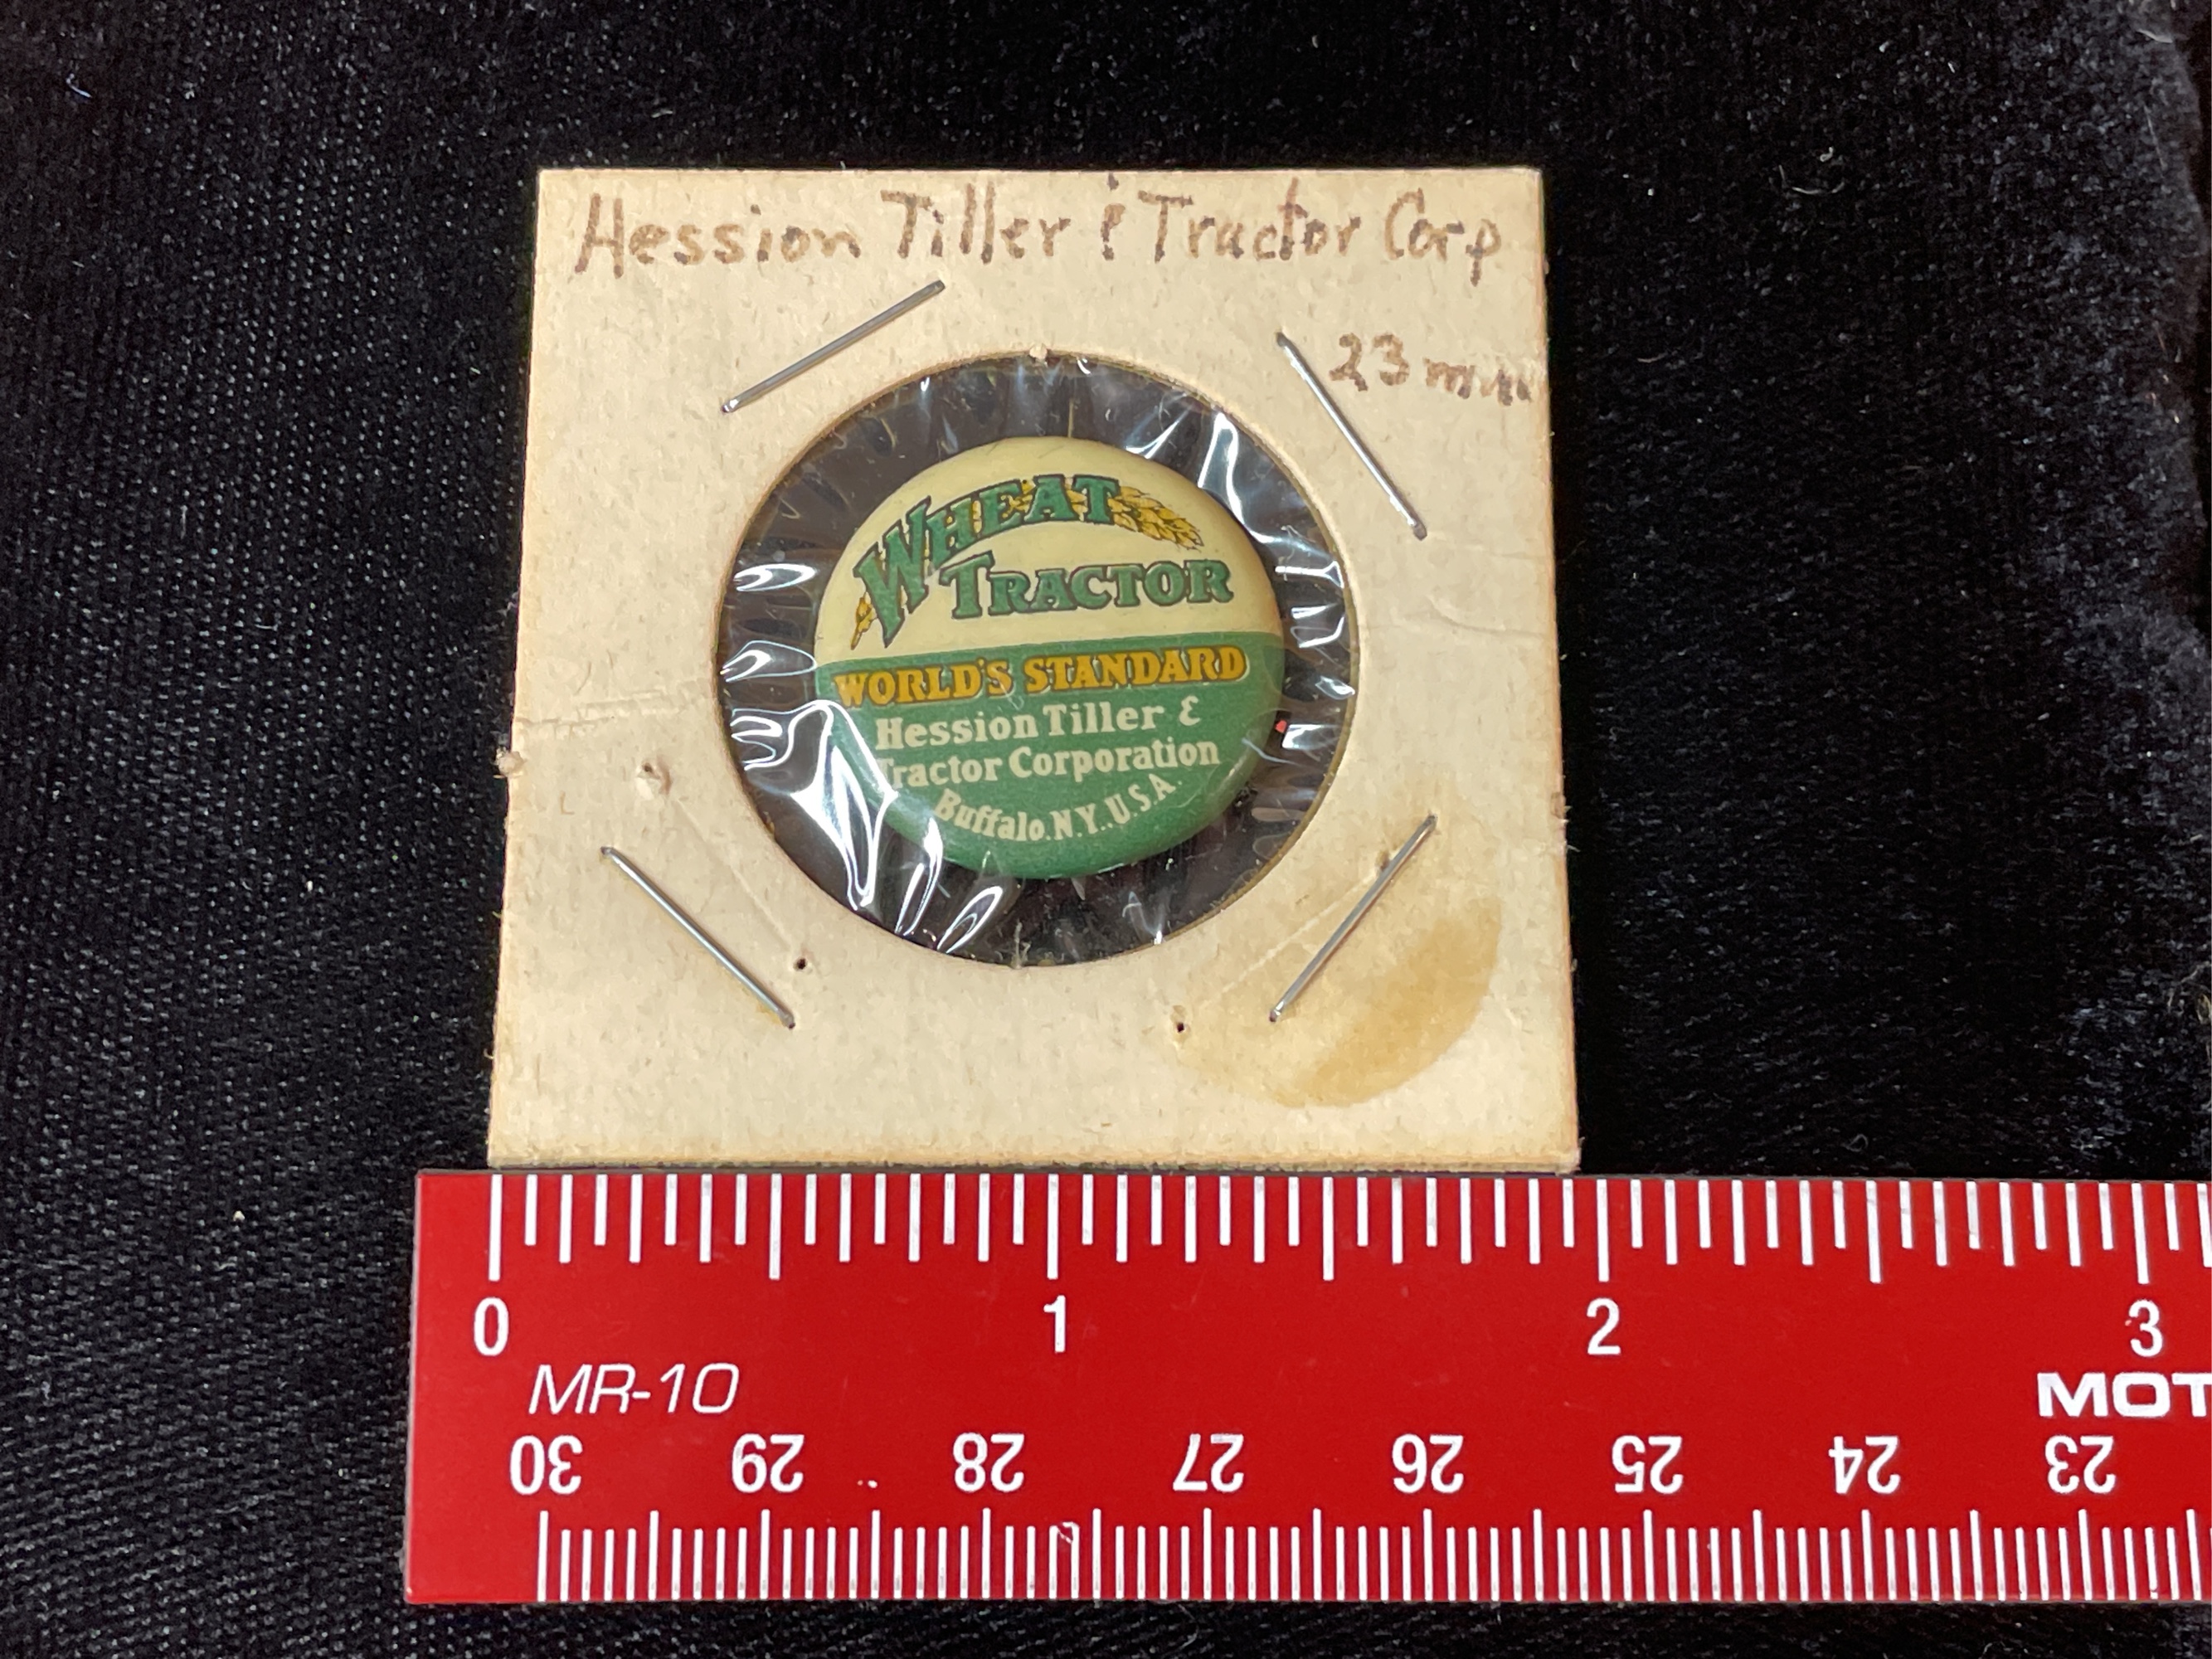 Hession Tiller & Tractor Corp
23 mm
WHEAT
TRACTOR
WORLD'S STANDARD
Hession Tiller &
Tractor Corporation
Buffalo, N.Y., U.S.A.
0 1 2 3
MR-10
MOT
30 29 28 27 26 25 24 23